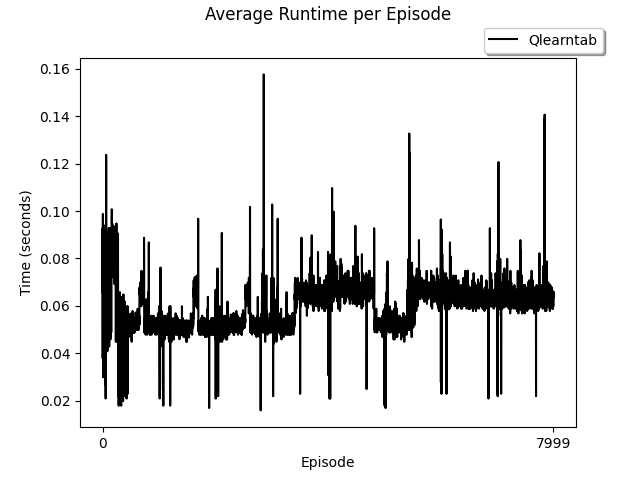 Average Runtime per Episode
Qlearntab
0.16
0.14
0.12
0.10
0.08
0.06
0.04
0.02
Time (seconds)
0
7999
Episode